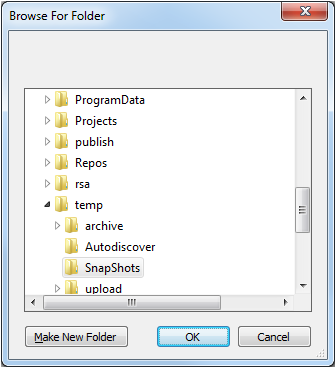 Browse For Folder
ProgramData
Projects
publish
Repos
rsa
temp
archive
Autodiscover
SnapShots
upload
Make New Folder
OK
Cancel